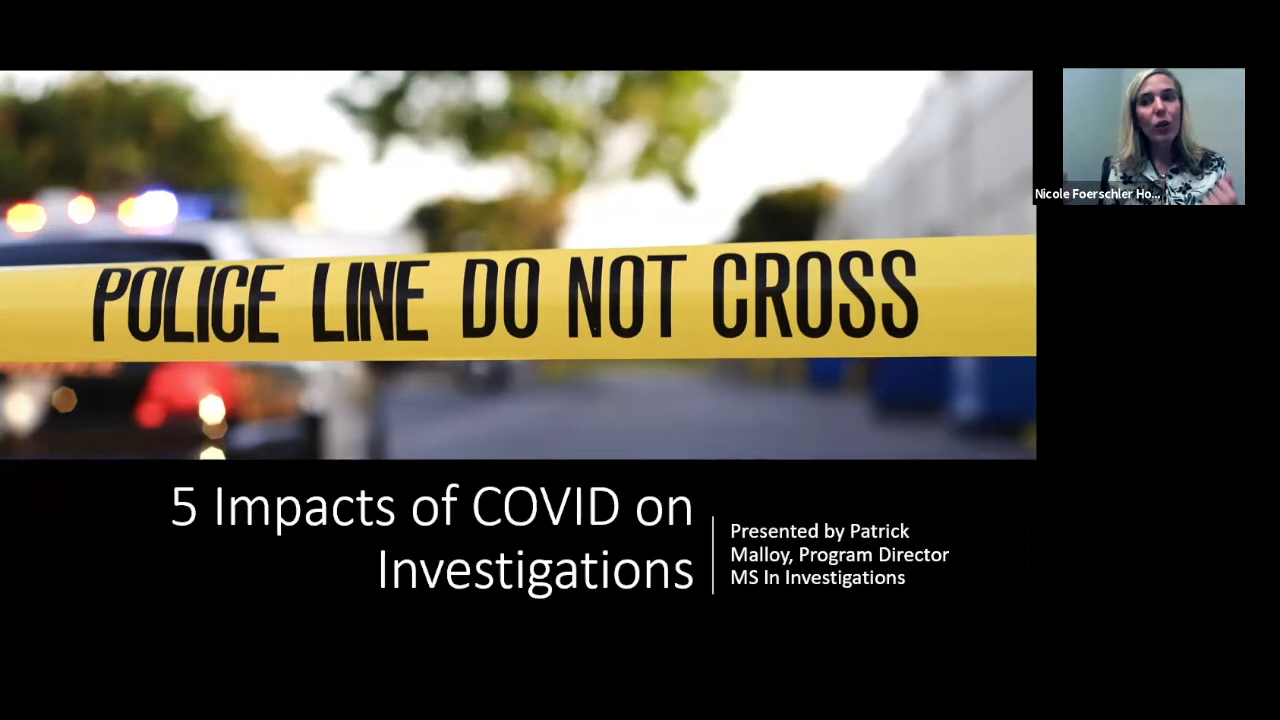 Nicole Foerschler Ho...
POLICE LINE DO NOT CROSS
5 Impacts of COVID on
Investigations
Presented by Patrick
Malloy, Program Director
MS In Investigations